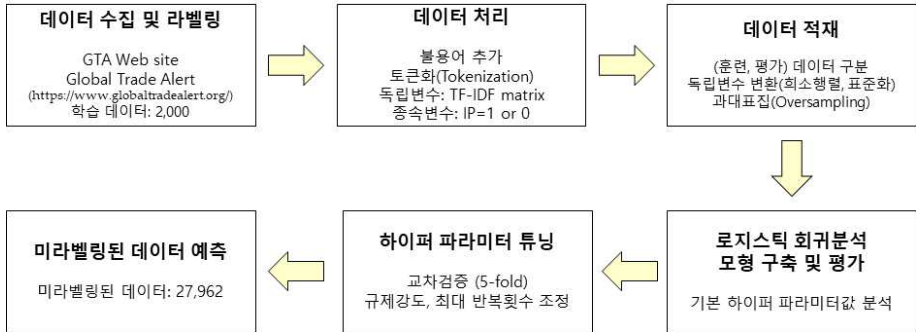 데이터 수집 및 라벨링
GTA Web site
Global Trade Alert
(https://www.globaltradealert.org/)
학습 데이터: 2,000
데이터 처리
불용어 추가
토큰화(Tokenization)
독립변수: TF-IDF matrix
종속변수: IP=1 or 0
데이터 적재
(훈련, 평가) 데이터 구분
독립변수 변환(희소행렬, 표준화)
과대표집(Oversampling)
로지스틱 회귀분석
모형 구축 및 평가
기본 하이퍼 파라미터값 분석
하이퍼 파라미터 튜닝
교차검증 (5-fold)
규제강도, 최대 반복횟수 조정
미라벨링된 데이터 예측
미라벨링된 데이터: 27,962